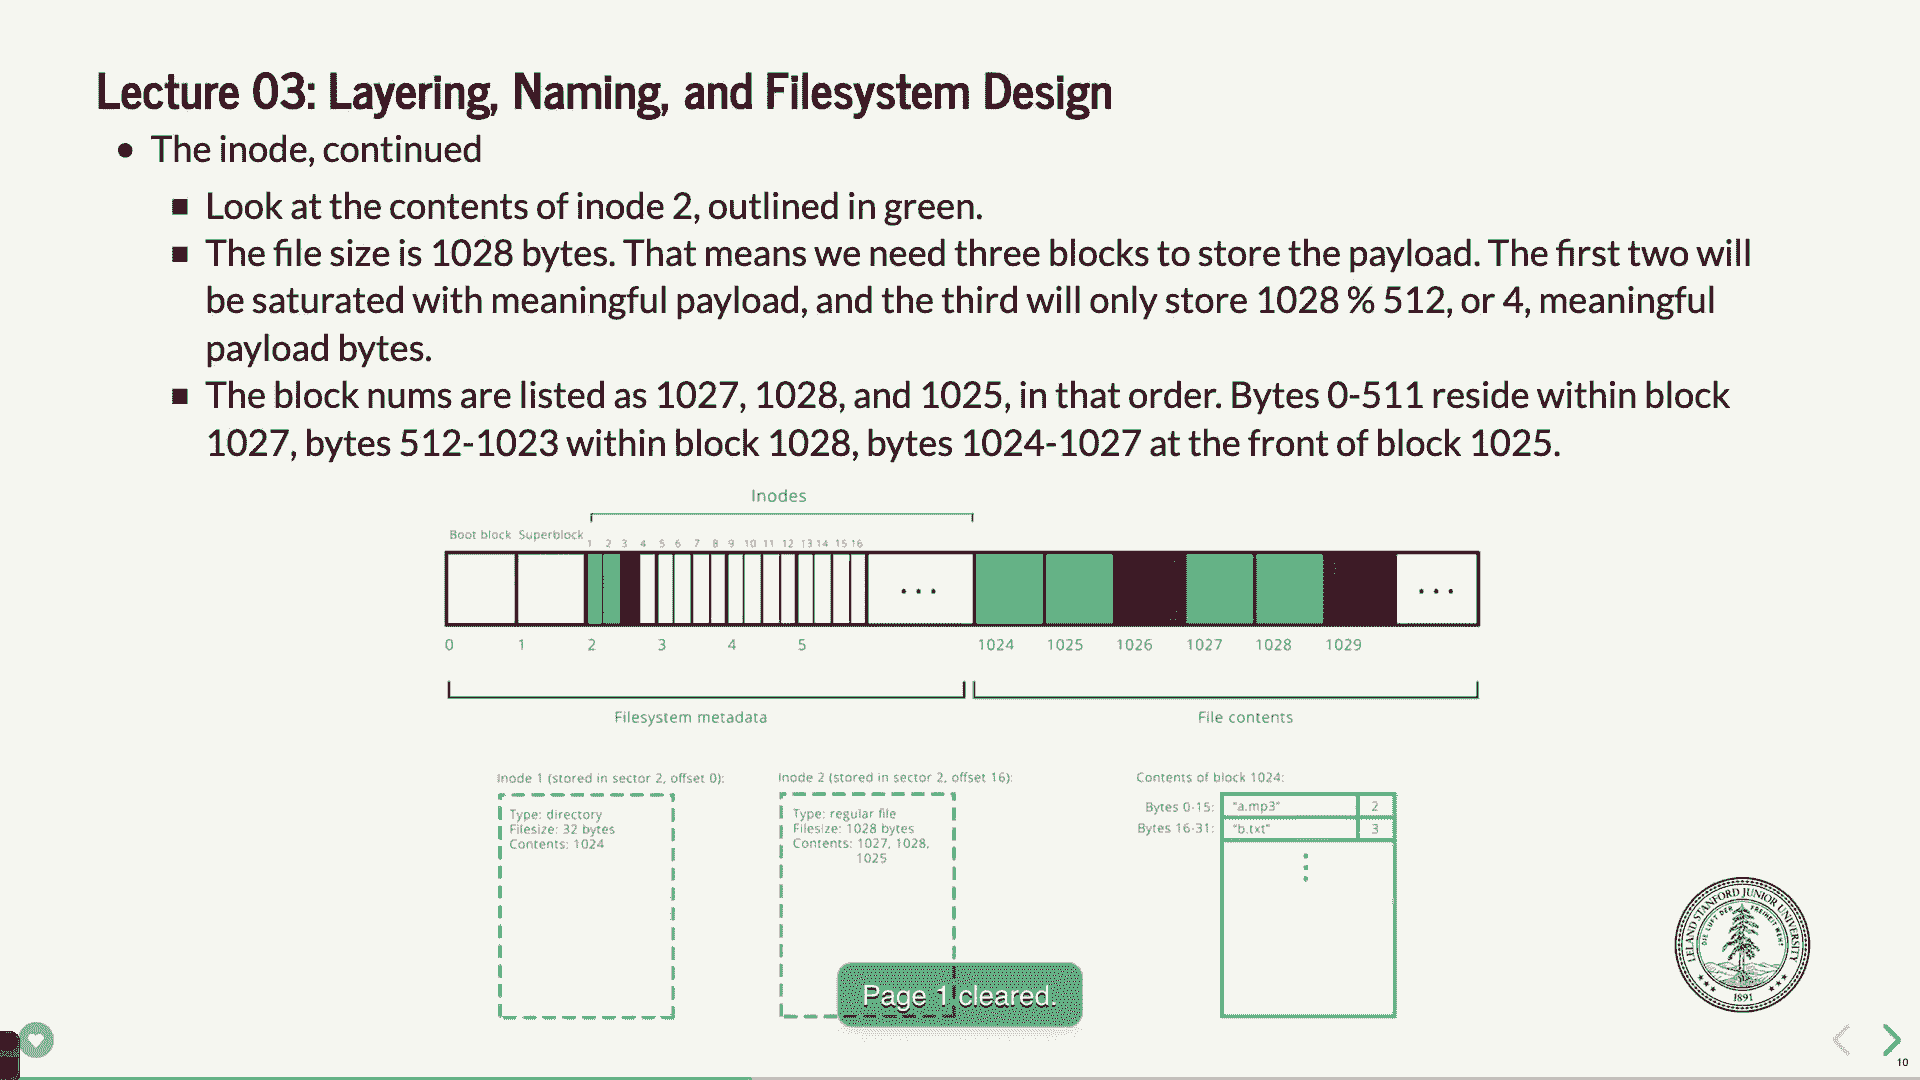 Lecture 03: Layering, Naming, and Filesystem Design
• The inode, continued
▪ Look at the contents of inode 2, outlined in green.
▪ The file size is 1028 bytes. That means we need three blocks to store the payload. The first two will
be saturated with meaningful payload, and the third will only store 1028 % 512, or 4, meaningful
payload bytes.
▪ The block nums are listed as 1027, 1028, and 1025, in that order. Bytes 0-511 reside within block
1027, bytes 512-1023 within block 1028, bytes 1024-1027 at the front of block 1025.
Inodes
Boot block Superblock
1 2 3 4 5 6 7 8 9 10 11 12 13 14 15 16
... ...
0 1 2 3 4 5 1024 1025 1026 1027 1028 1029
Filesystem metadata File contents
Inode 1 (stored in sector 2, offset 0):
Type: directory
Filesize: 32 bytes
Contents: 1024
Inode 2 (stored in sector 2, offset 16):
Type: regular file
Filesize: 1028 bytes
Contents: 1027, 1028,
1025
Contents of block 1024:
Bytes 0-15: "a.mp3" 2
Bytes 16-31: "b.txt" 3
Page 1 cleared.
LELAND STANFORD JUNIOR UNIVERSITY
DIE LUFT DER FREIHEIT WEHT
1891
10